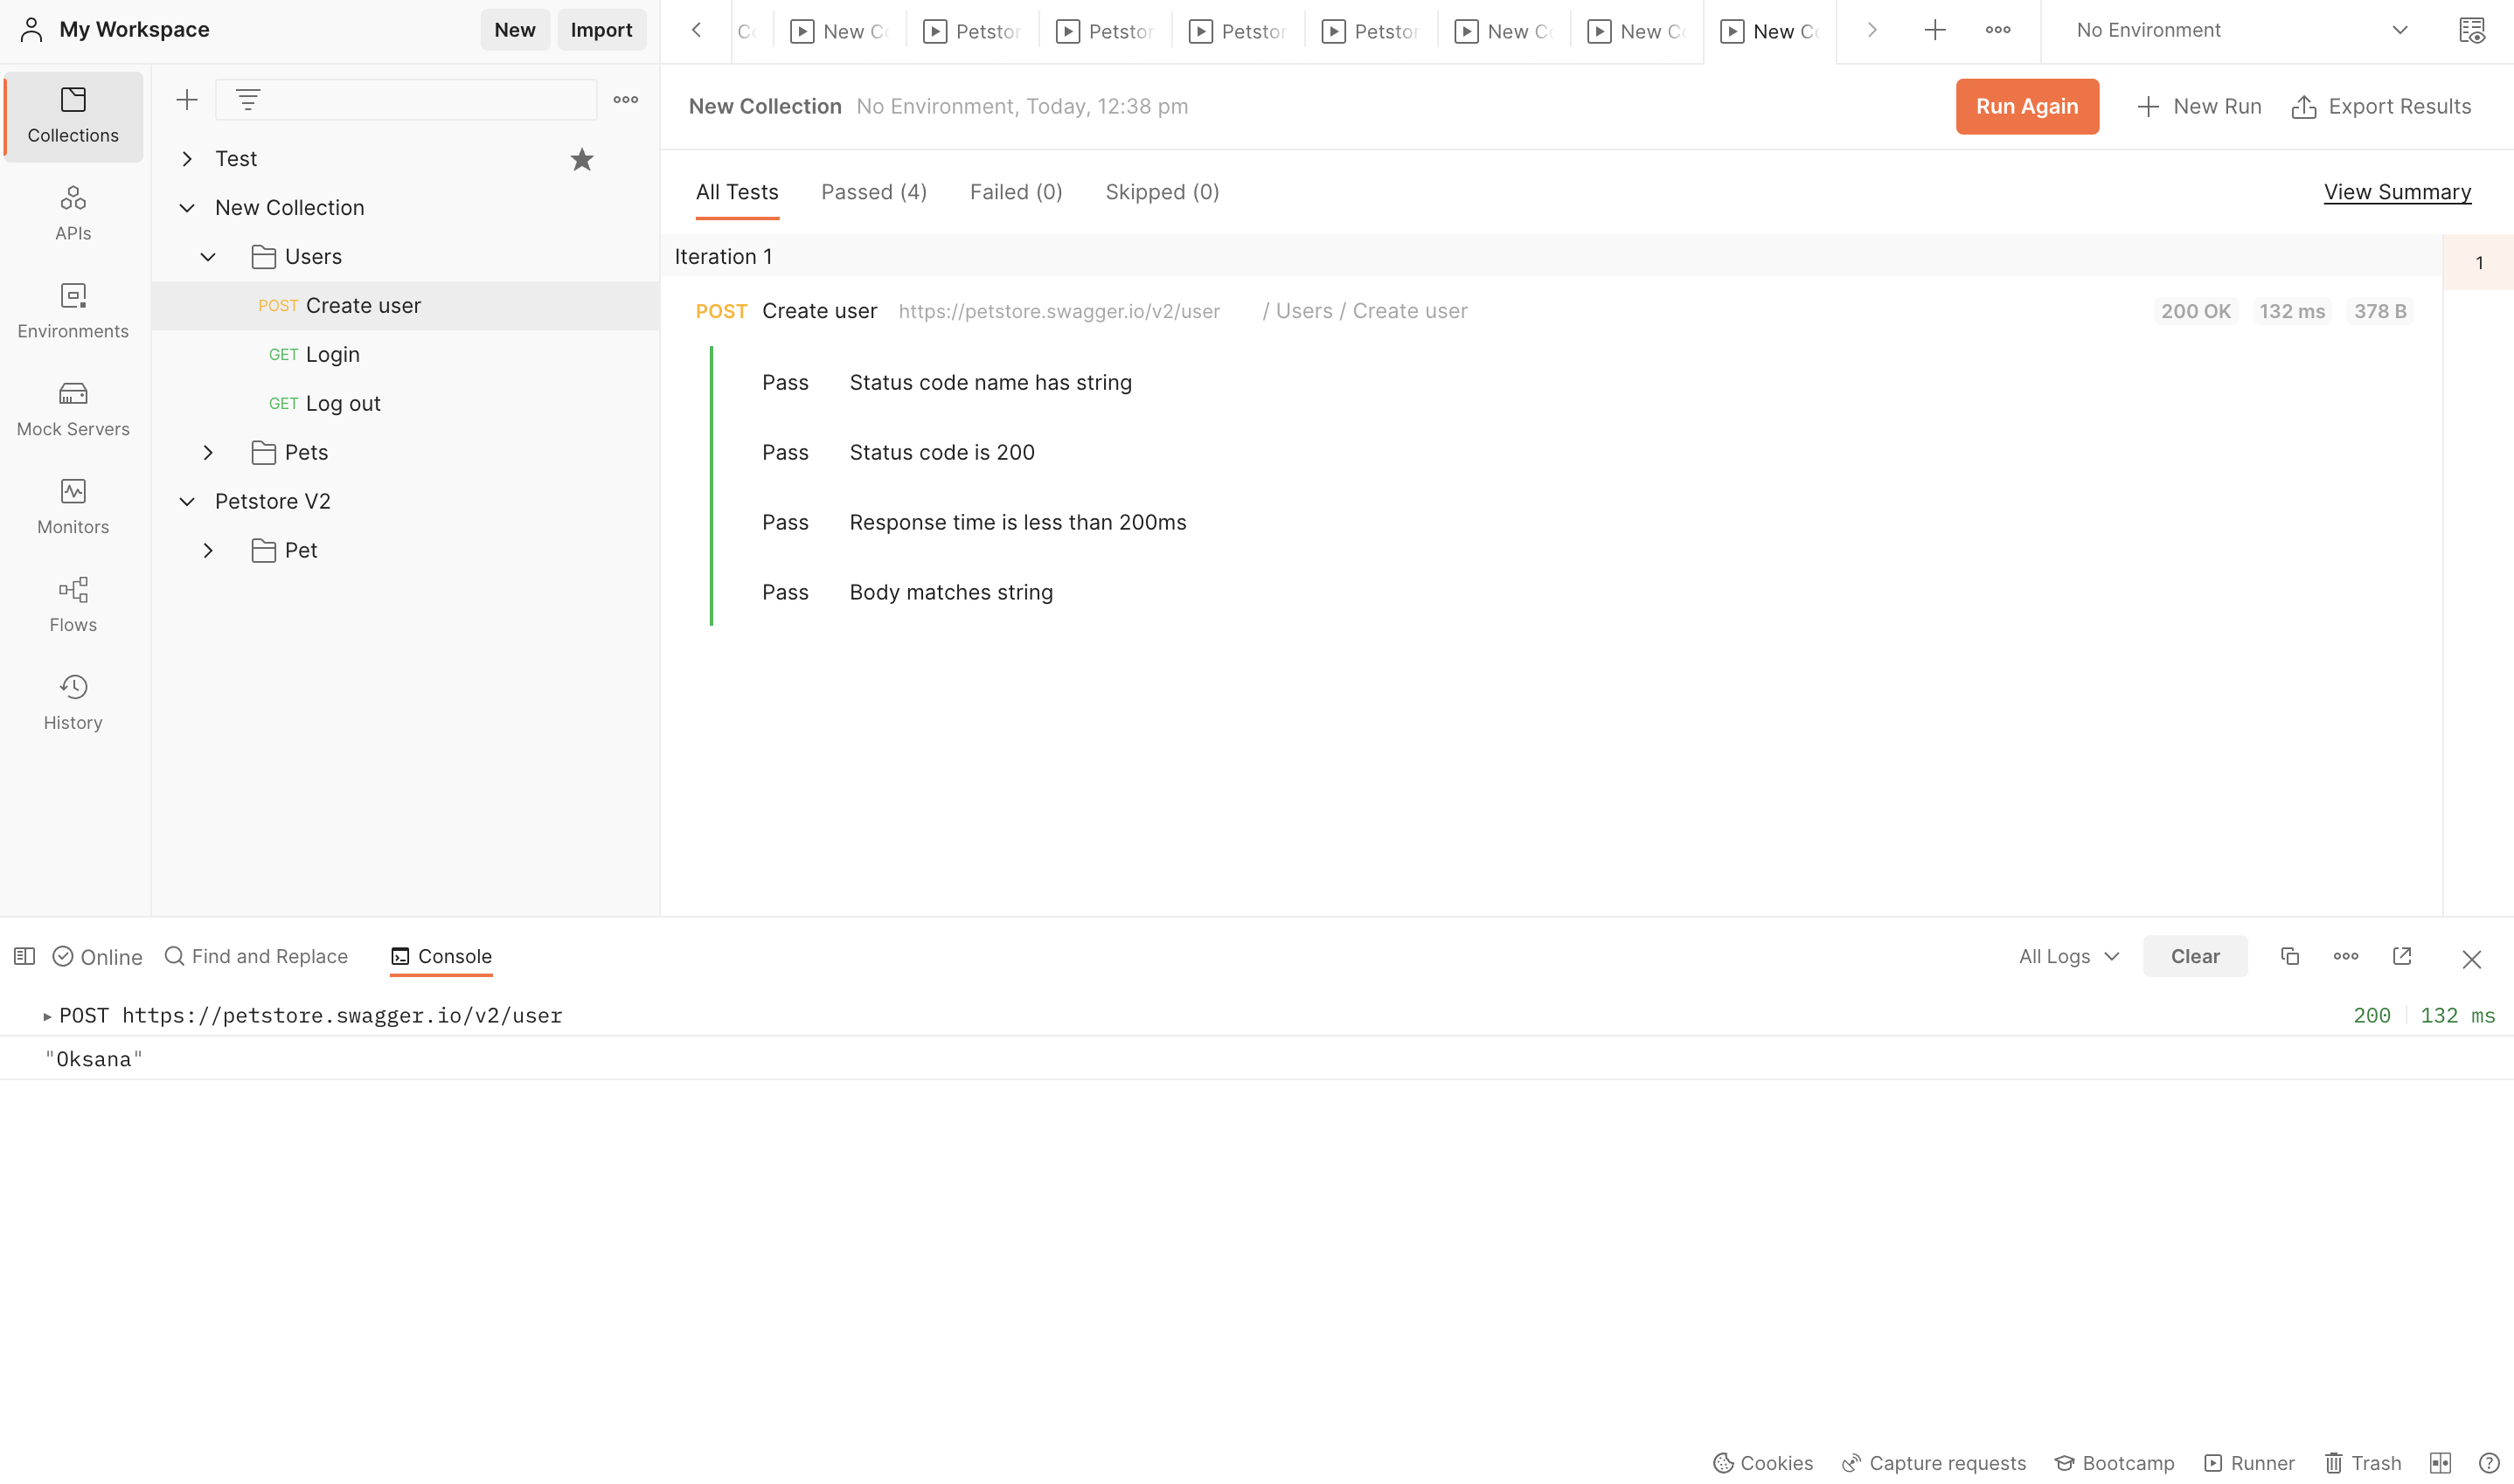 My Workspace New Import
New Petstor Petstor Petstor Petstor New New New No Environment
Collections
APIs
Environments
Mock Servers
Monitors
Flows
History
Test
New Collection
Users
POST Create user
GET Login
GET Log out
Pets
Petstore V2
Pet
New Collection No Environment, Today, 12:38 pm Run Again New Run Export Results
All Tests Passed (4) Failed (0) Skipped (0) View Summary
Iteration 1 1
POST Create user https://petstore.swagger.io/v2/user / Users / Create user 200 OK 132 ms 378 B
Pass Status code name has string
Pass Status code is 200
Pass Response time is less than 200ms
Pass Body matches string
Online Find and Replace Console All Logs Clear
POST https://petstore.swagger.io/v2/user 200 132 ms
"Oksana"
Cookies Capture requests Bootcamp Runner Trash